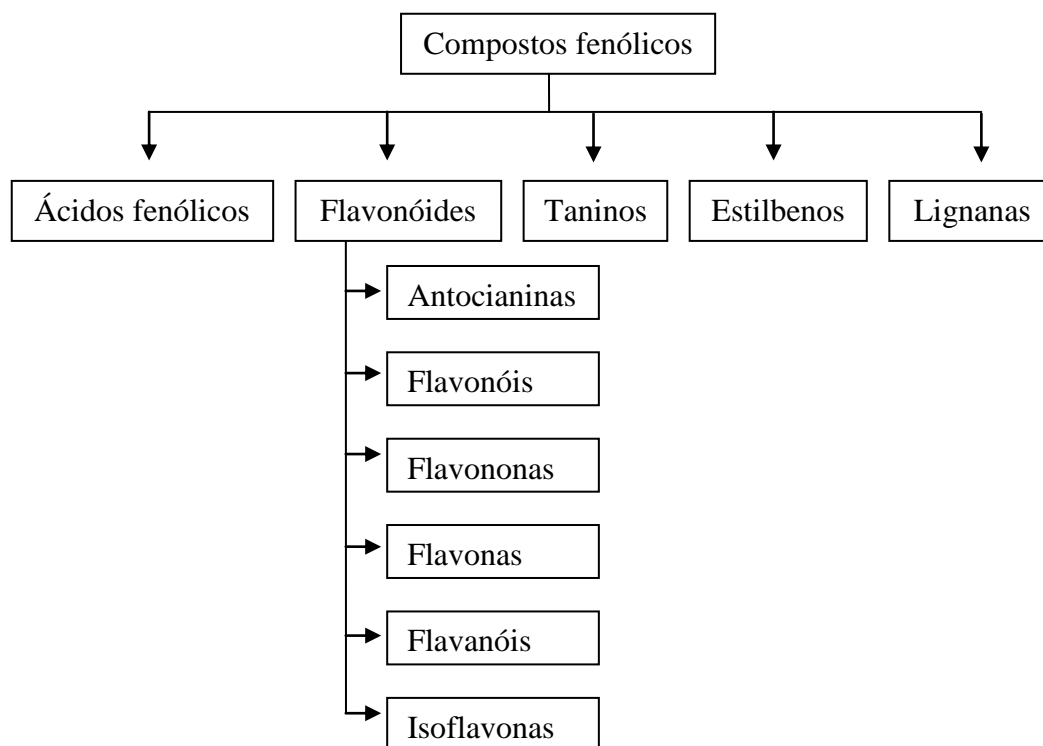 Compostos fenólicos
Ácidos fenólicos
Flavonóides
Taninos
Estilbenos
Lignanas
Antocianinas
Flavonóis
Flavononas
Flavonas
Flavanóis
Isoflavonas